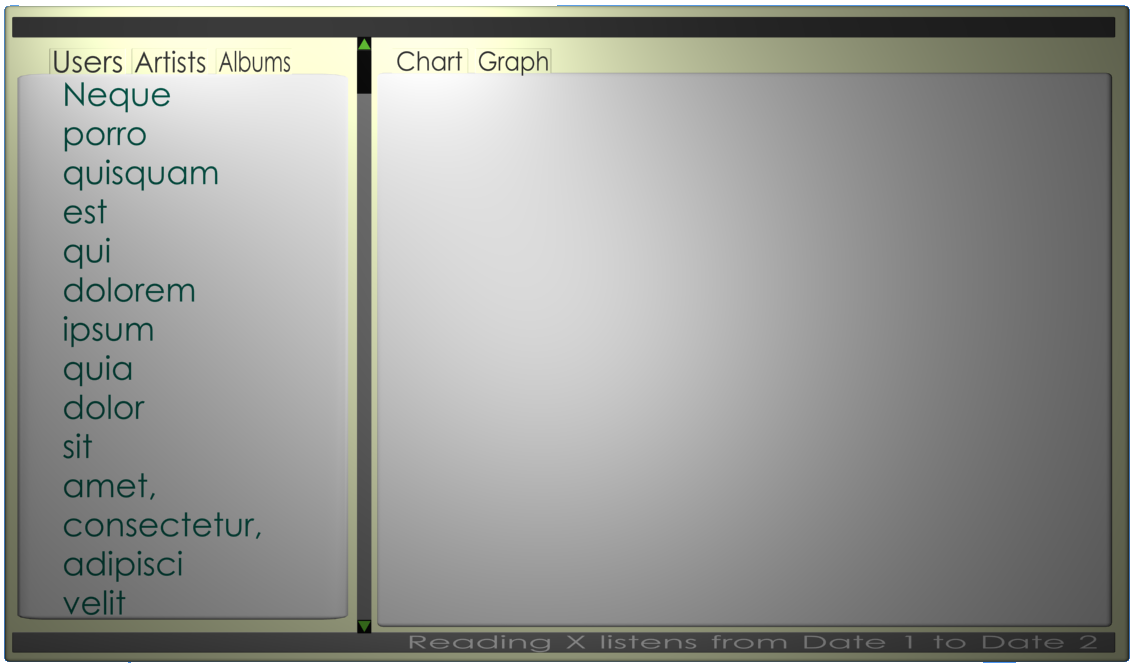 Users Artists Albums
Chart Graph
Neque
porro
quisquam
est
qui
dolorem
ipsum
quia
dolor
sit
amet,
consectetur,
adipisci
velit
Reading X listens from Date 1 to Date 2